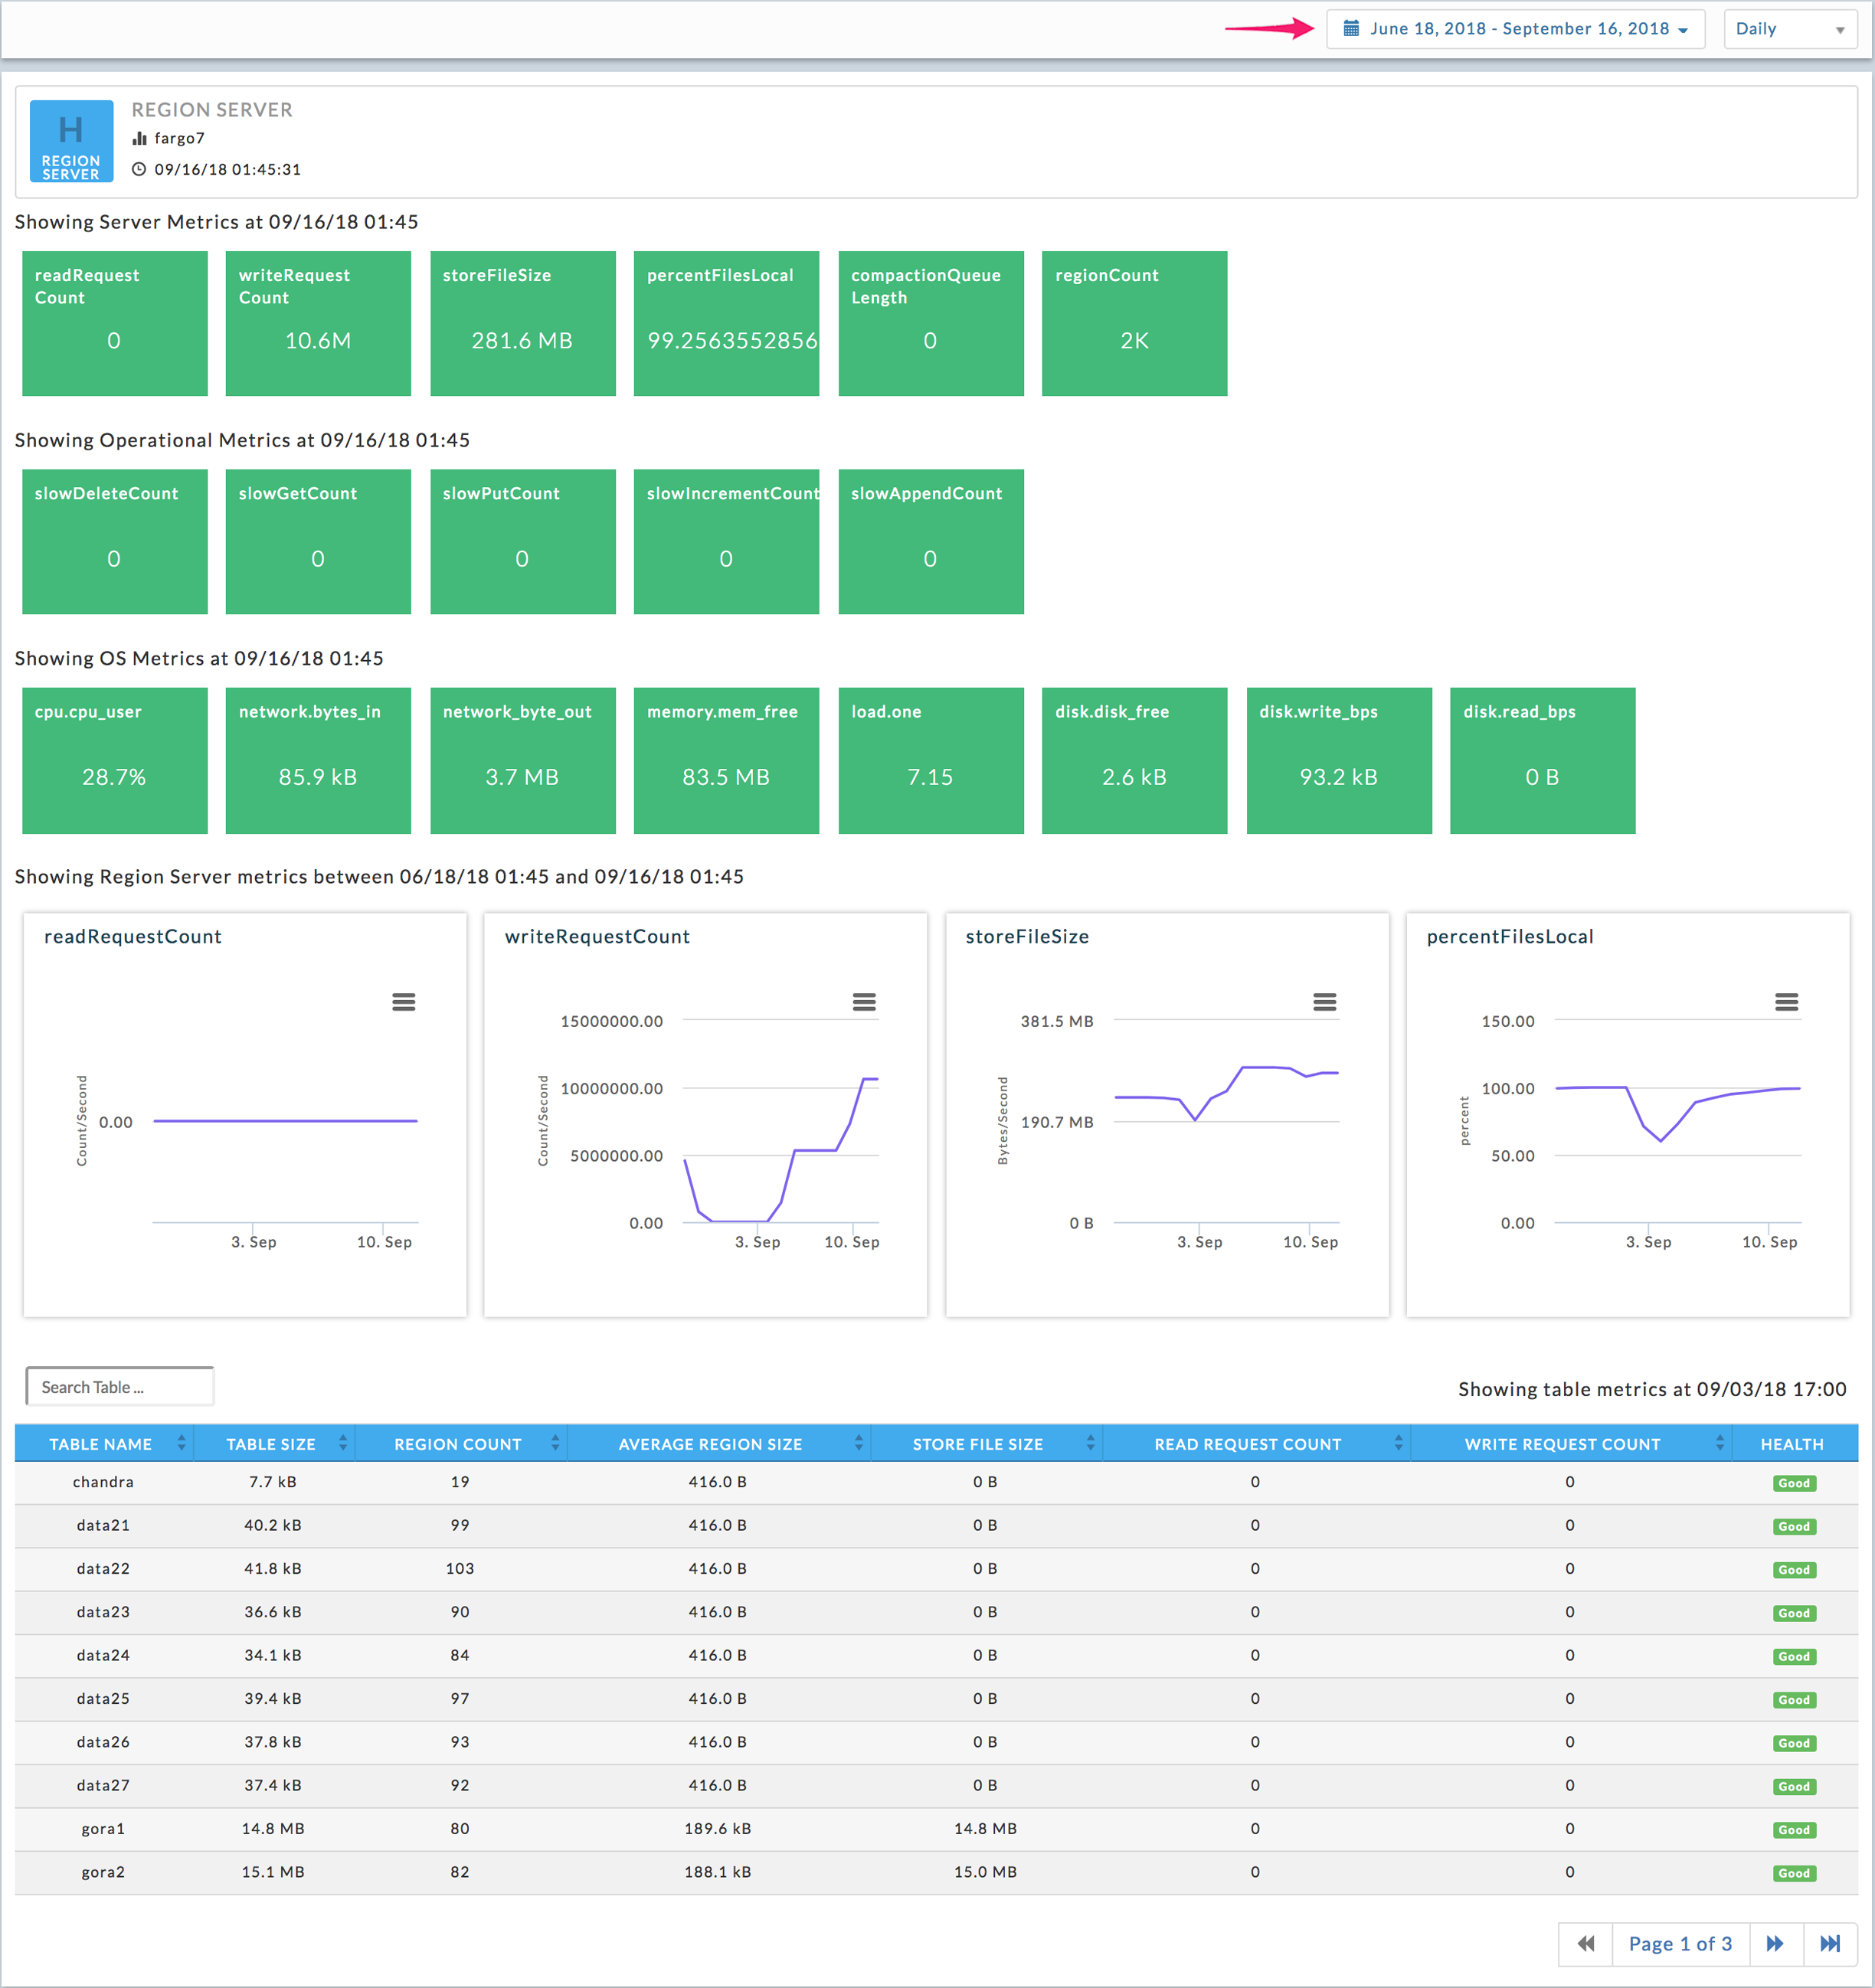 June 18, 2018 - September 16, 2018
Daily
H
REGION
SERVER
REGION SERVER
fargo7
09/16/18 01:45:31
Showing Server Metrics at 09/16/18 01:45
readRequest
Count
0
writeRequest
Count
10.6M
storeFileSize
281.6 MB
percentFilesLocal
99.2563552856
compactionQueue
Length
0
regionCount
2K
Showing Operational Metrics at 09/16/18 01:45
slowDeleteCount
0
slowGetCount
0
slowPutCount
0
slowIncrementCount
0
slowAppendCount
0
Showing OS Metrics at 09/16/18 01:45
cpu.cpu_user
28.7%
network.bytes_in
85.9 kB
network_byte_out
3.7 MB
memory.mem_free
83.5 MB
load.one
7.15
disk.disk_free
2.6 kB
disk.write_bps
93.2 kB
disk.read_bps
0 B
Showing Region Server metrics between 06/18/18 01:45 and 09/16/18 01:45
readRequestCount
Count/Second
0.00
3. Sep
10. Sep
writeRequestCount
Count/Second
15000000.00
10000000.00
5000000.00
0.00
3. Sep
10. Sep
storeFileSize
Bytes/Second
381.5 MB
190.7 MB
0 B
3. Sep
10. Sep
percentFilesLocal
percent
150.00
100.00
50.00
0.00
3. Sep
10. Sep
Search Table ...
Showing table metrics at 09/03/18 17:00
TABLE NAME TABLE SIZE REGION COUNT AVERAGE REGION SIZE STORE FILE SIZE READ REQUEST COUNT WRITE REQUEST COUNT HEALTH
chandra 7.7 kB 19 416.0 B 0 B 0 0 Good
data21 40.2 kB 99 416.0 B 0 B 0 0 Good
data22 41.8 kB 103 416.0 B 0 B 0 0 Good
data23 36.6 kB 90 416.0 B 0 B 0 0 Good
data24 34.1 kB 84 416.0 B 0 B 0 0 Good
data25 39.4 kB 97 416.0 B 0 B 0 0 Good
data26 37.8 kB 93 416.0 B 0 B 0 0 Good
data27 37.4 kB 92 416.0 B 0 B 0 0 Good
gora1 14.8 MB 80 189.6 kB 14.8 MB 0 0 Good
gora2 15.1 MB 82 188.1 kB 15.0 MB 0 0 Good
Page 1 of 3